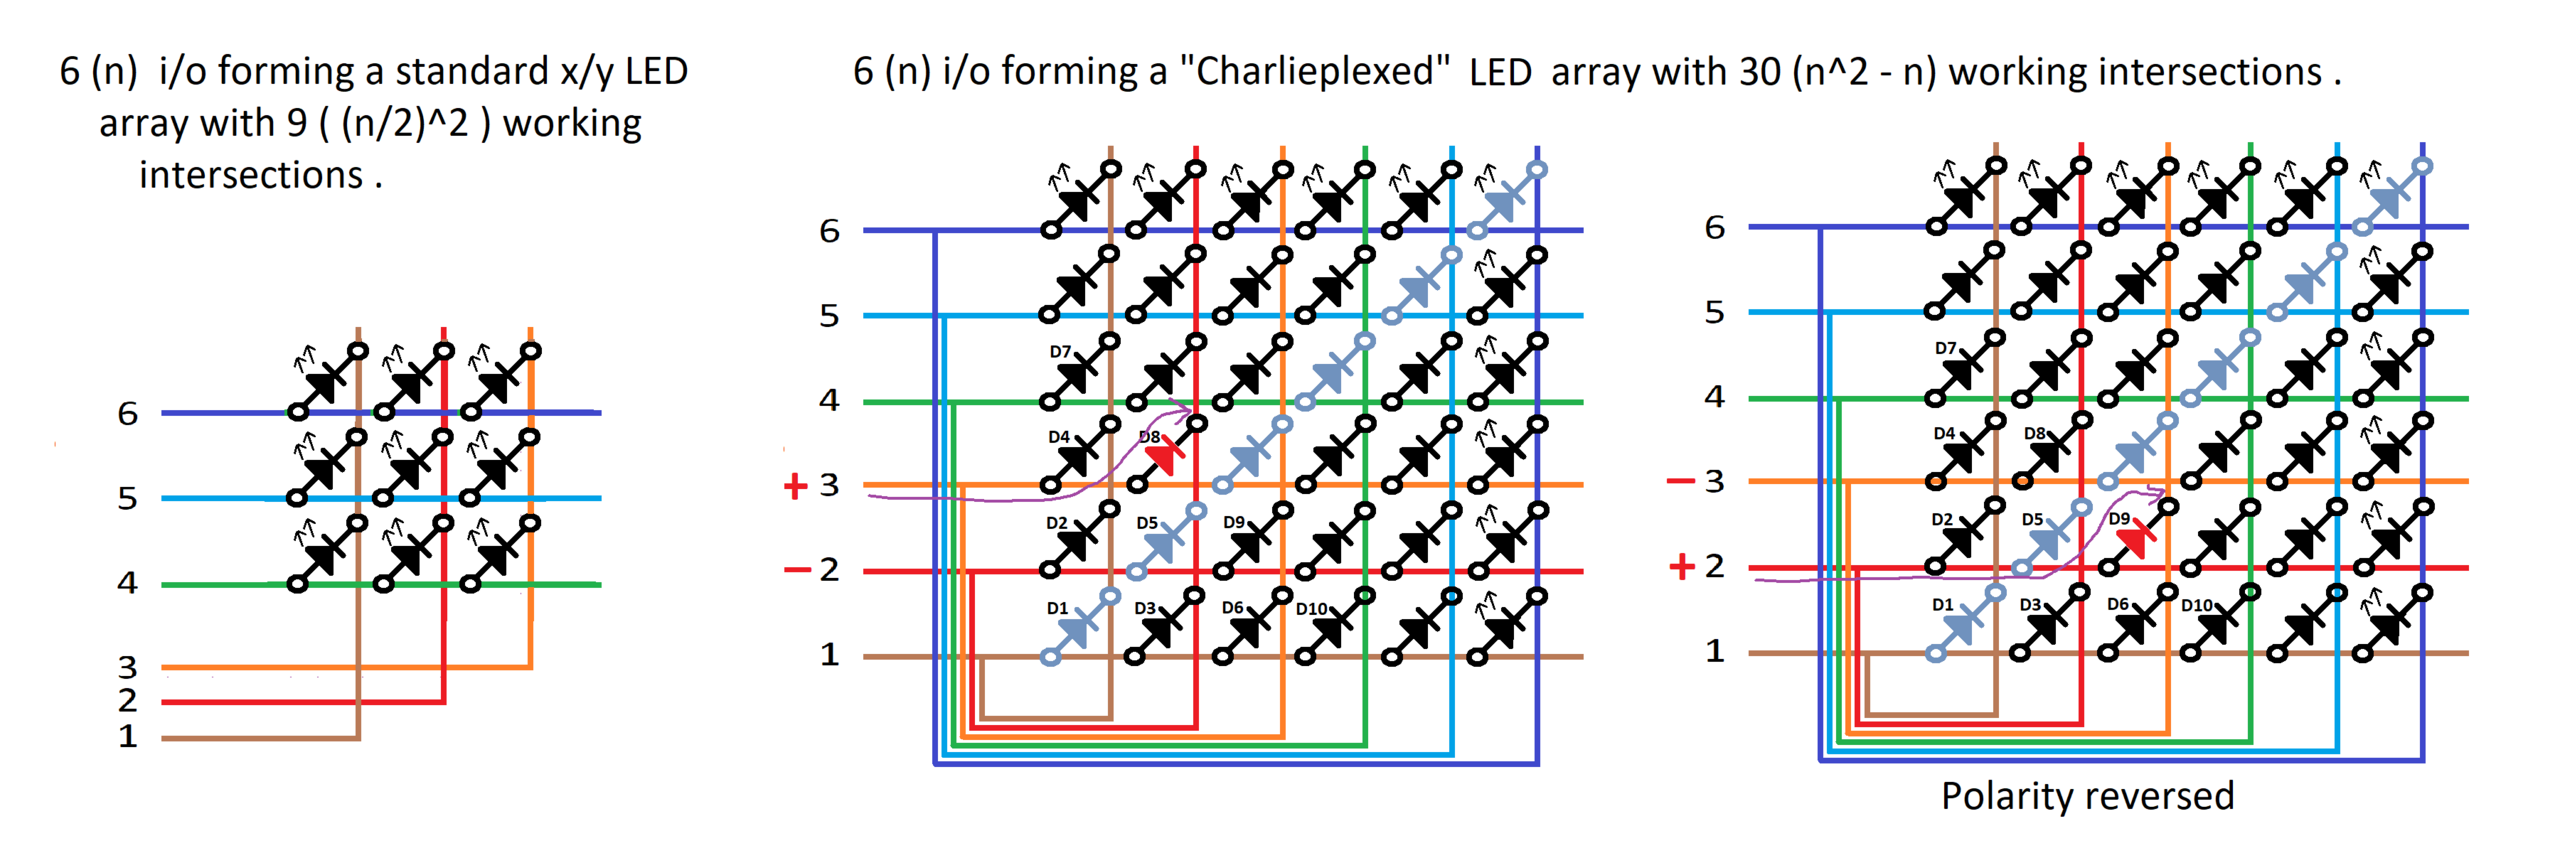 6 (n) i/o forming a standard x/y LED
array with 9 ( (n/2)^2 ) working
intersections .
6
5
4
3
2
1
6 (n) i/o forming a "Charlieplexed" LED array with 30 (n^2 - n) working intersections .
6
5
D7
4
D4 D8
+ 3
D2 D5 D9
− 2
D1 D3 D6 D10
1
6
5
D7
4
D4 D8
− 3
D2 D5 D9
+ 2
D1 D3 D6 D10
1
Polarity reversed